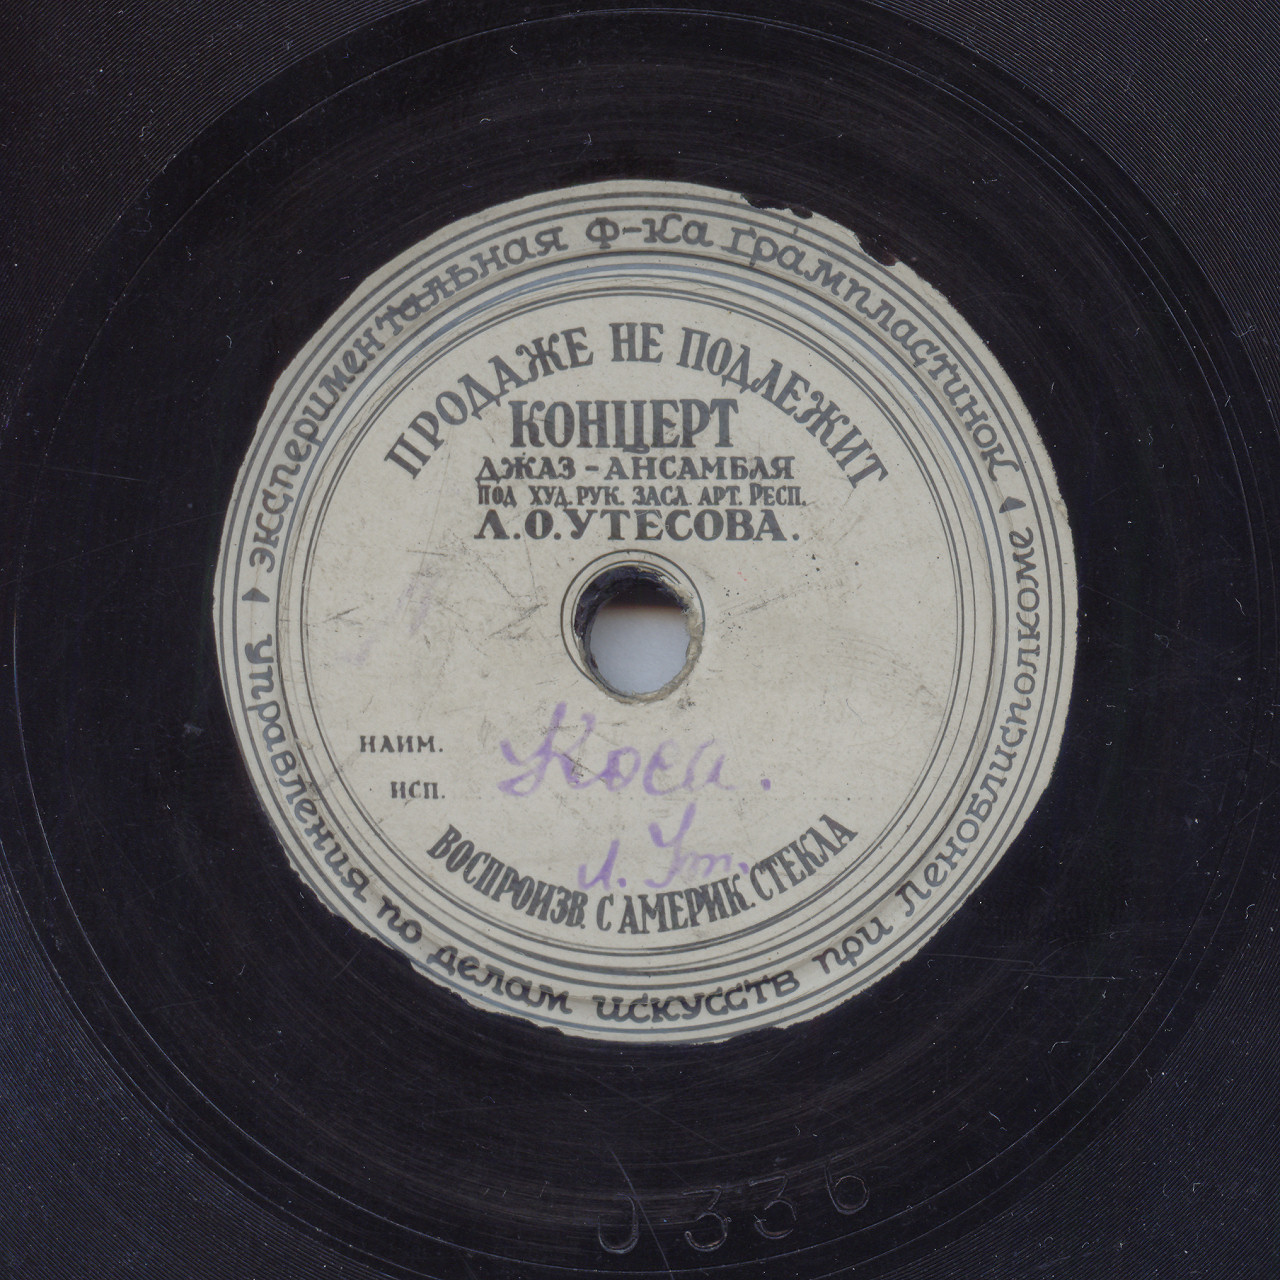 Экспериментальная Ф-ка грампластинок
управления по делам искусств при Леноблисполкоме
ПРОДАЖЕ НЕ ПОДЛЕЖИТ
КОНЦЕРТ
ДЖАЗ-АНСАМБЛЯ
ПОД ХУД. РУК. ЗАСЛ. АРТ. РЕСП.
Л.О.УТЕСОВА.
НАИМ. Коса.
ИСП.
Л. Ут.
ВОСПРОИЗВ. С АМЕРИК. СТЕКЛА
336